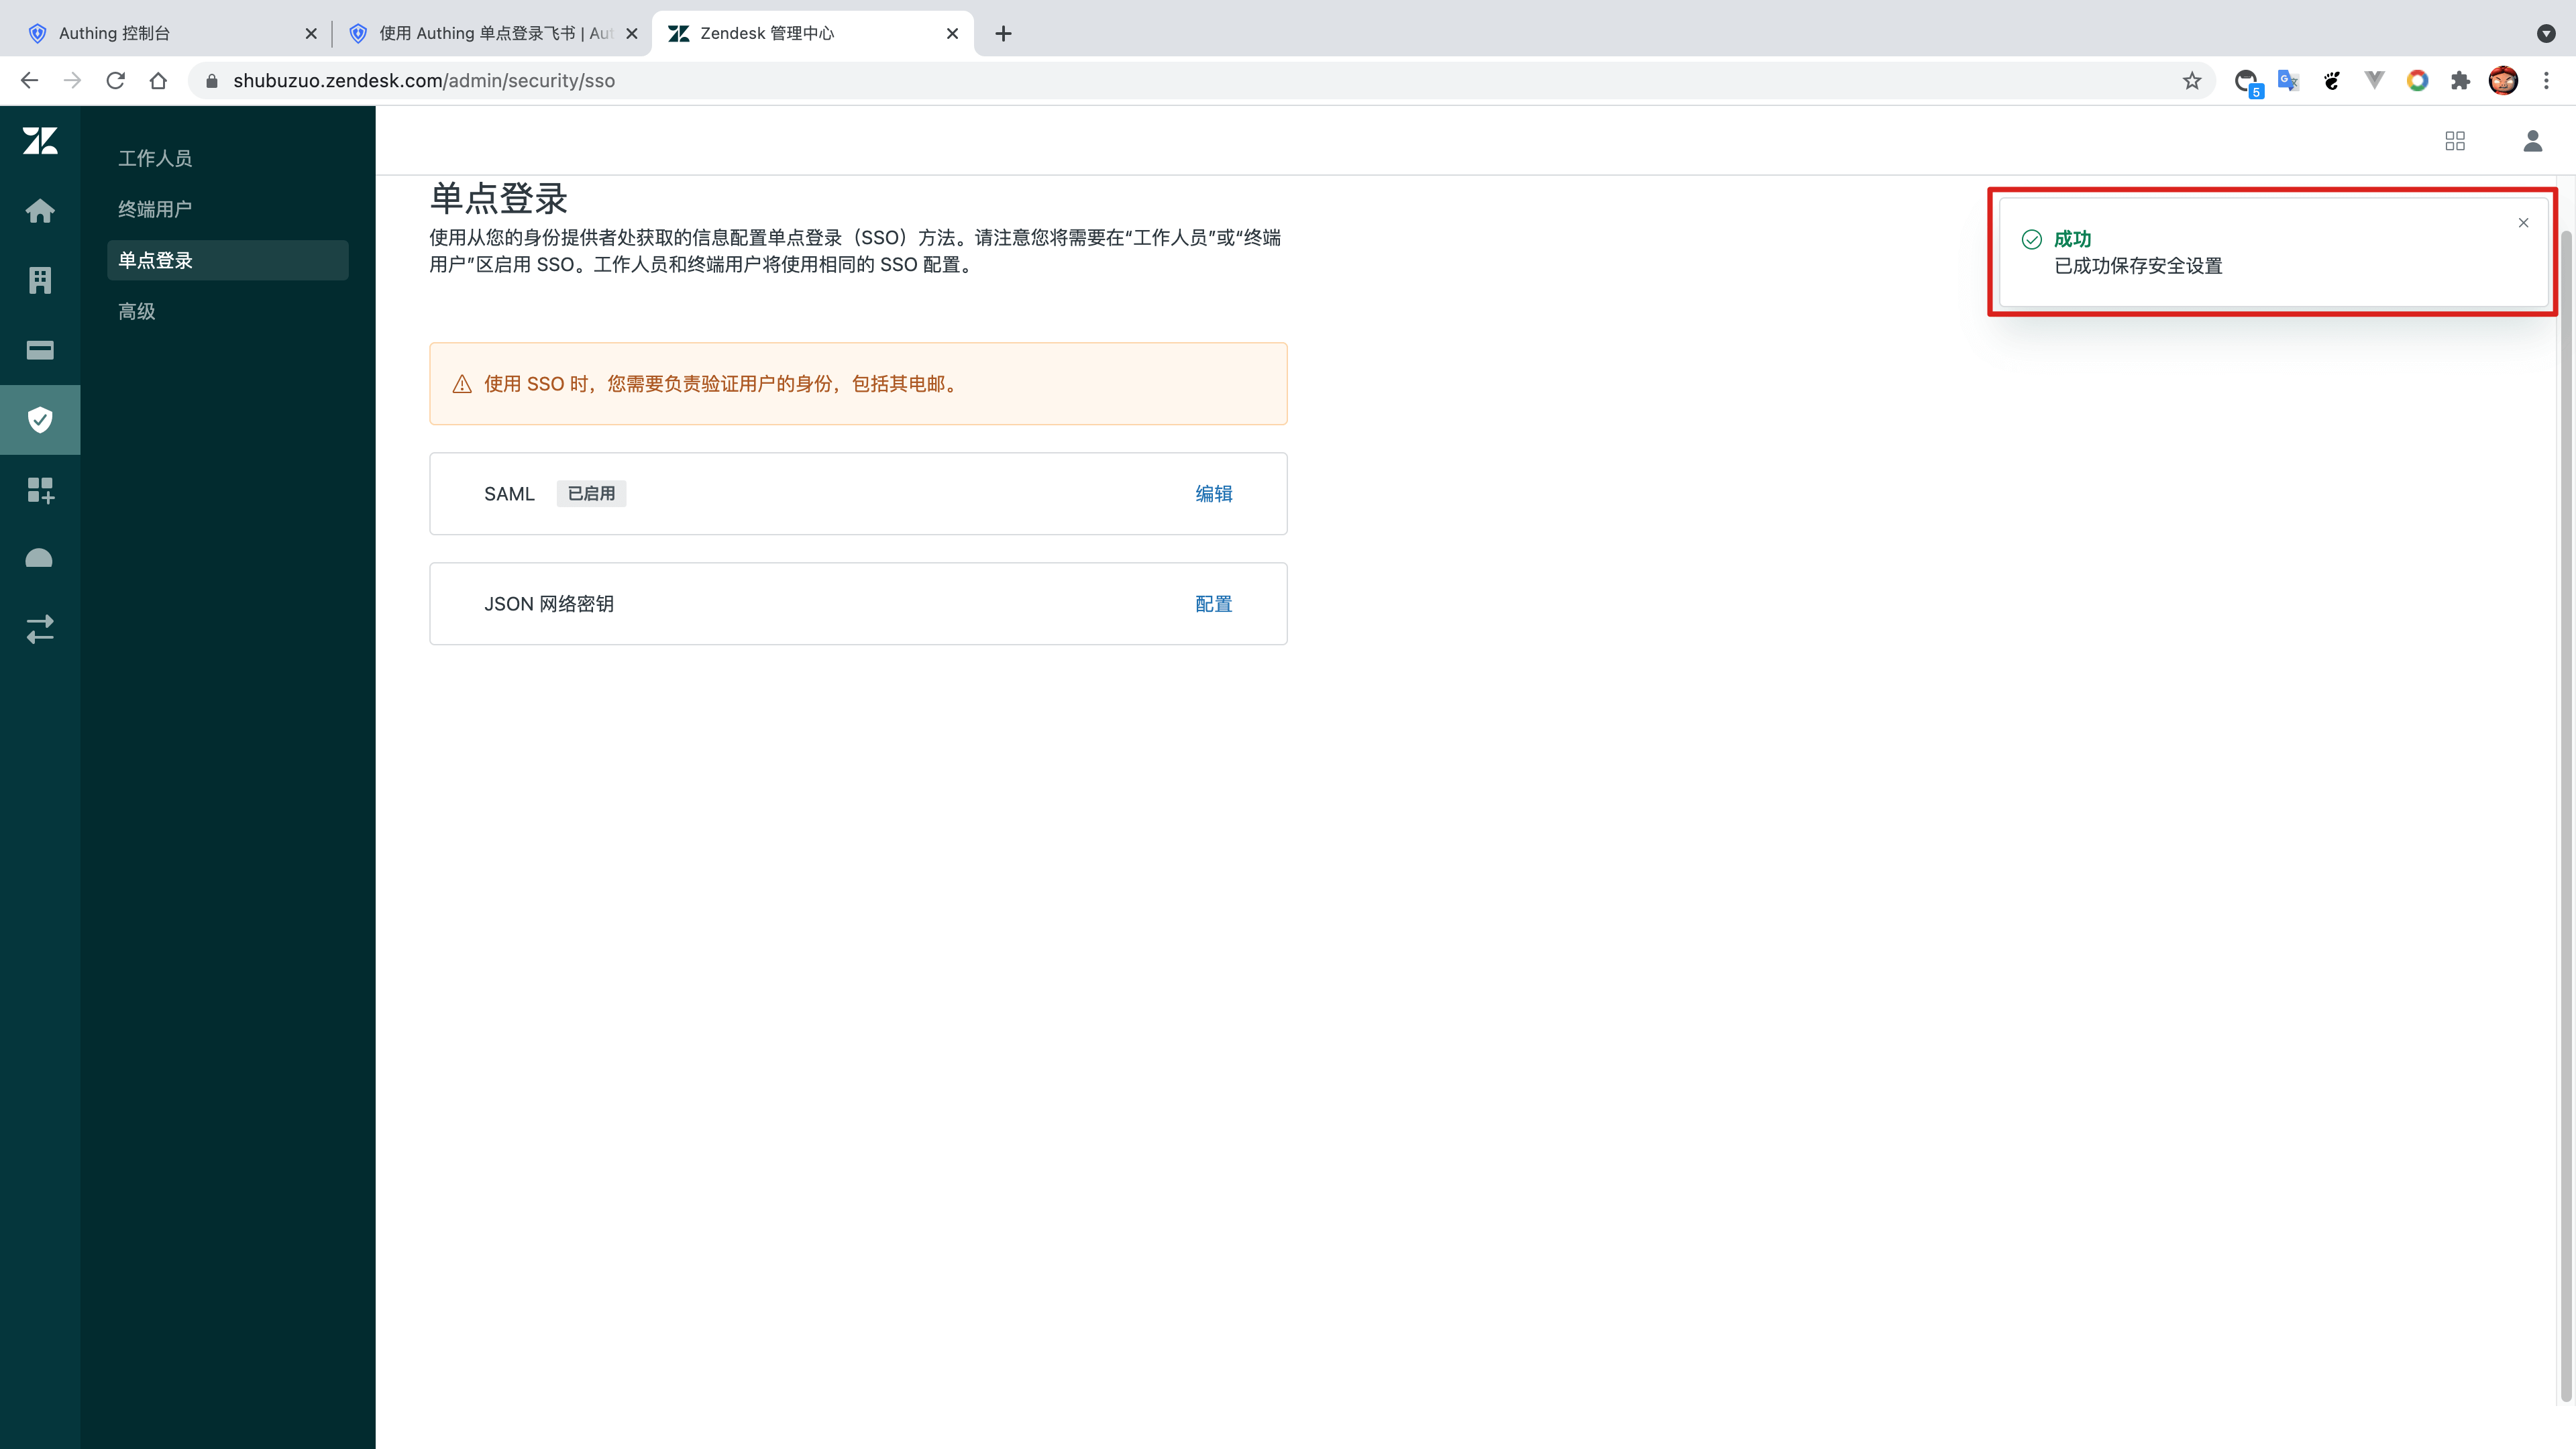 Authing 控制台
使用 Authing 单点登录飞书 | Aut
Zendesk 管理中心
shubuzuo.zendesk.com/admin/security/sso
5
工作人员
终端用户
单点登录
高级
单点登录
使用从您的身份提供者处获取的信息配置单点登录（SSO）方法。请注意您将需要在“工作人员”或“终端
用户”区启用 SSO。工作人员和终端用户将使用相同的 SSO 配置。
成功
已成功保存安全设置
使用 SSO 时，您需要负责验证用户的身份，包括其电邮。
SAML 已启用 编辑
JSON 网络密钥 配置